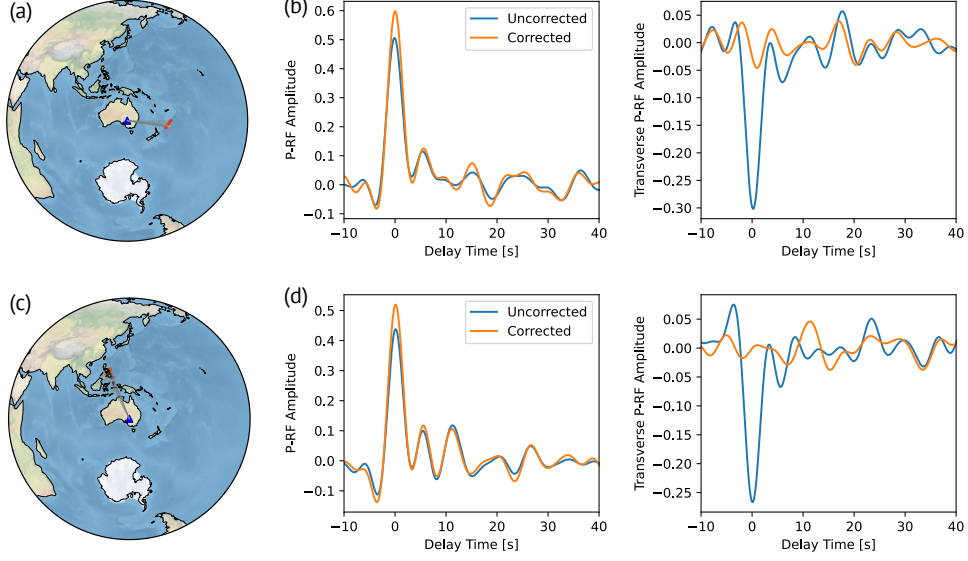 (a)
(b)
P-RF Amplitude
0.6
0.5
0.4
0.3
0.2
0.1
0.0
−0.1
Uncorrected
Corrected
−10 0 10 20 30 40
Delay Time [s]
Transverse P-RF Amplitude
0.05
0.00
−0.05
−0.10
−0.15
−0.20
−0.25
−0.30
−10 0 10 20 30 40
Delay Time [s]
(c)
(d)
P-RF Amplitude
0.5
0.4
0.3
0.2
0.1
0.0
−0.1
Uncorrected
Corrected
−10 0 10 20 30 40
Delay Time [s]
Transverse P-RF Amplitude
0.05
0.00
−0.05
−0.10
−0.15
−0.20
−0.25
−10 0 10 20 30 40
Delay Time [s]